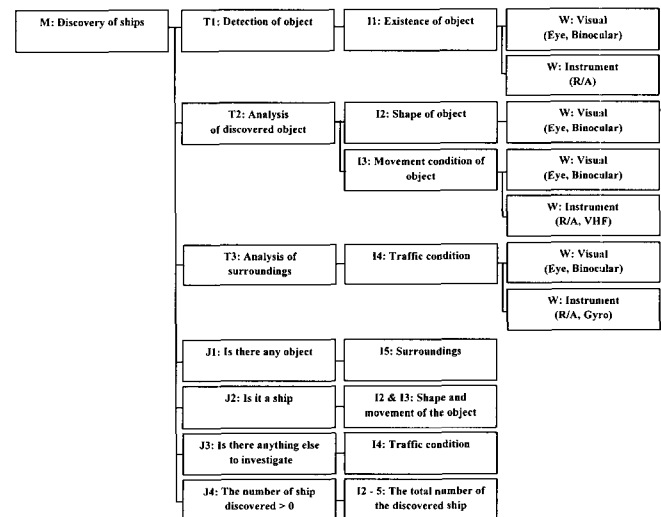 M: Discovery of ships
T1: Detection of object
I1: Existence of object
W: Visual
(Eye, Binocular)
W: Instrument
(R/A)
T2: Analysis
of discovered object
I2: Shape of object
W: Visual
(Eye, Binocular)
I3: Movement condition of
object
W: Visual
(Eye, Binocular)
W: Instrument
(R/A, VHF)
T3: Analysis of
surroundings
I4: Traffic condition
W: Visual
(Eye, Binocular)
W: Instrument
(R/A, Gyro)
J1: Is there any object
I5: Surroundings
J2: Is it a ship
I2 & I3: Shape and
movement of the object
J3: Is there anything else
to investigate
I4: Traffic condition
J4: The number of ship
discovered > 0
I2 - 5: The total number of
the discovered ship